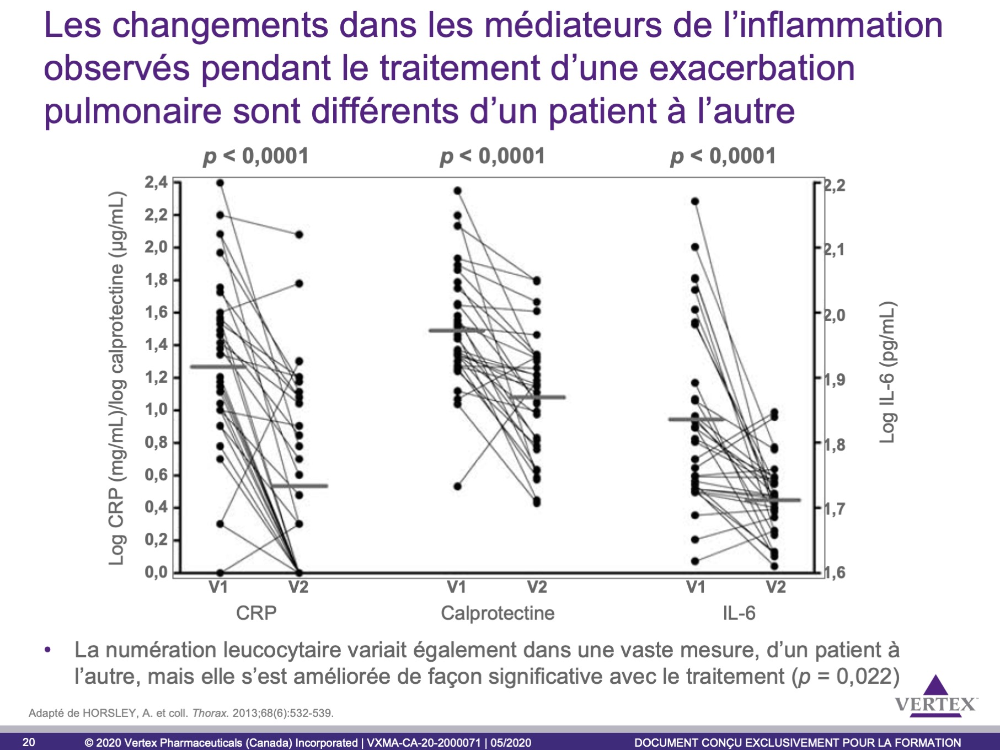 Les changements dans les médiateurs de l’inflammation
observés pendant le traitement d’une exacerbation
pulmonaire sont différents d’un patient à l’autre
p < 0,0001
p < 0,0001
p < 0,0001
Log CRP (mg/mL)/log calprotectine (µg/mL)
2,4
2,2
2,0
1,8
1,6
1,4
1,2
1,0
0,8
0,6
0,4
0,2
0,0
2,2
2,1
2,0
1,9
1,8
1,7
1,6
Log IL-6 (pg/mL)
V1 V2 V1 V2 V1 V2
CRP Calprotectine IL-6
• La numération leucocytaire variait également dans une vaste mesure, d’un patient à
l’autre, mais elle s’est améliorée de façon significative avec le traitement (p = 0,022)
VERTEX™
Adapté de HORSLEY, A. et coll. Thorax. 2013;68(6):532-539.
20 © 2020 Vertex Pharmaceuticals (Canada) Incorporated | VXMA-CA-20-2000071 | 05/2020 DOCUMENT CONÇU EXCLUSIVEMENT POUR LA FORMATION